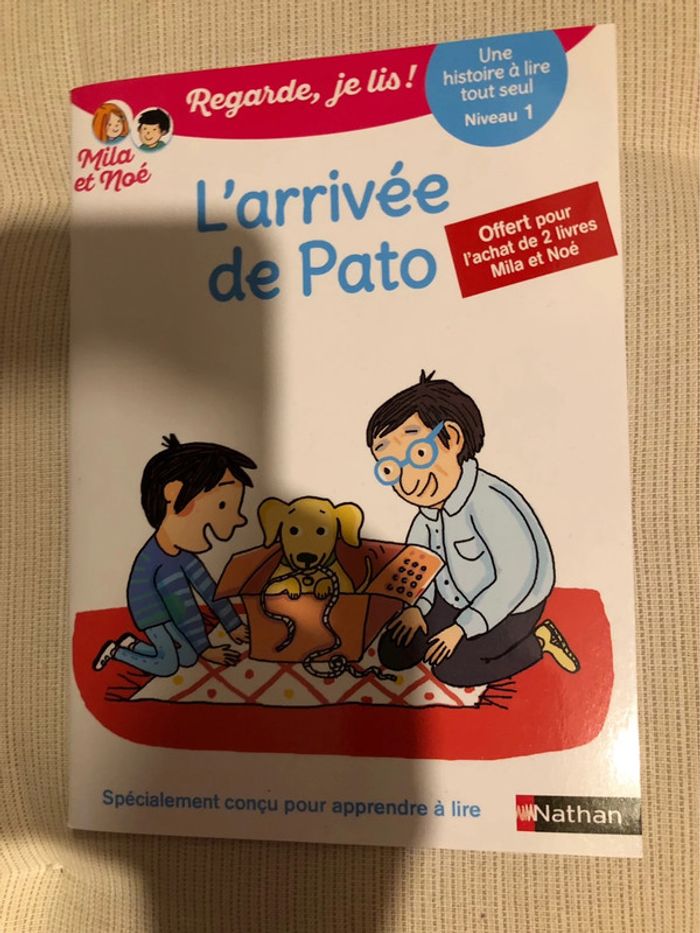 Regarde, je lis !
Une
histoire à lire
tout seul
Niveau 1
Mila
et Noé
L'arrivée
de Pato
Offert pour
l'achat de 2 livres
Mila et Noé
Spécialement conçu pour apprendre à lire
Nathan